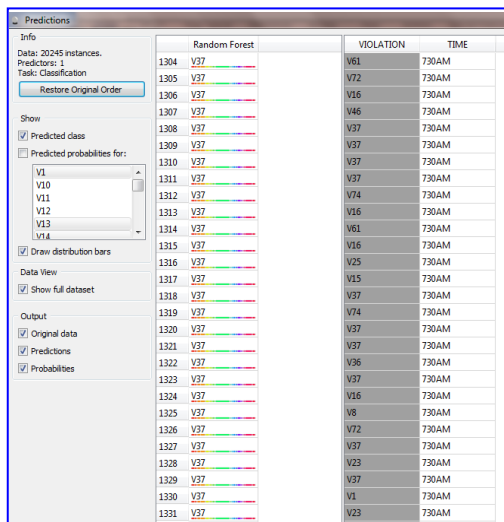 Predictions
Info
Data: 20245 instances.
Predictors: 1
Task: Classification
Restore Original Order
Show
Predicted class
Predicted probabilities for:
V1
V10
V11
V12
V13
V14
Draw distribution bars
Data View
Show full dataset
Output
Original data
Predictions
Probabilities
Random Forest VIOLATION TIME
1304 V37 V61 730AM
1305 V37 V72 730AM
1306 V37 V16 730AM
1307 V37 V46 730AM
1308 V37 V37 730AM
1309 V37 V37 730AM
1310 V37 V37 730AM
1311 V37 V37 730AM
1312 V37 V74 730AM
1313 V37 V16 730AM
1314 V37 V61 730AM
1315 V37 V16 730AM
1316 V37 V25 730AM
1317 V37 V15 730AM
1318 V37 V37 730AM
1319 V37 V74 730AM
1320 V37 V37 730AM
1321 V37 V37 730AM
1322 V37 V36 730AM
1323 V37 V37 730AM
1324 V37 V16 730AM
1325 V37 V8 730AM
1326 V37 V72 730AM
1327 V37 V37 730AM
1328 V37 V23 730AM
1329 V37 V37 730AM
1330 V37 V1 730AM
1331 V37 V23 730AM